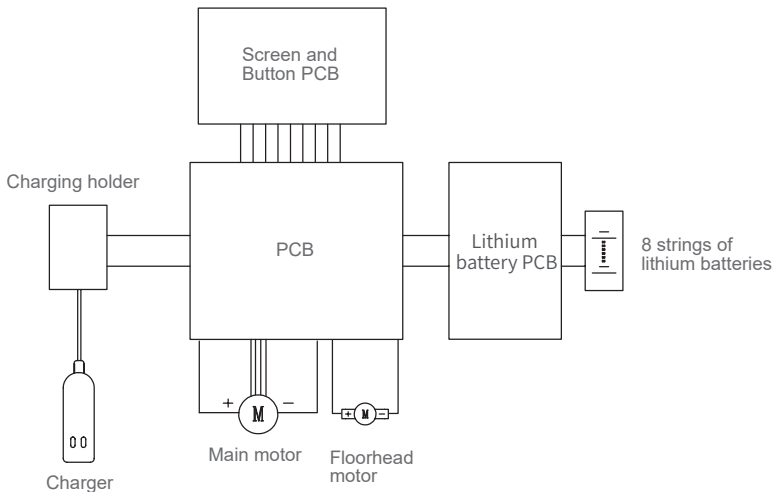 Screen and
Button PCB
Charging holder
PCB
Lithium
battery PCB
8 strings of
lithium batteries
+
M
−
+
M
−
Main motor
Floorhead
motor
Charger